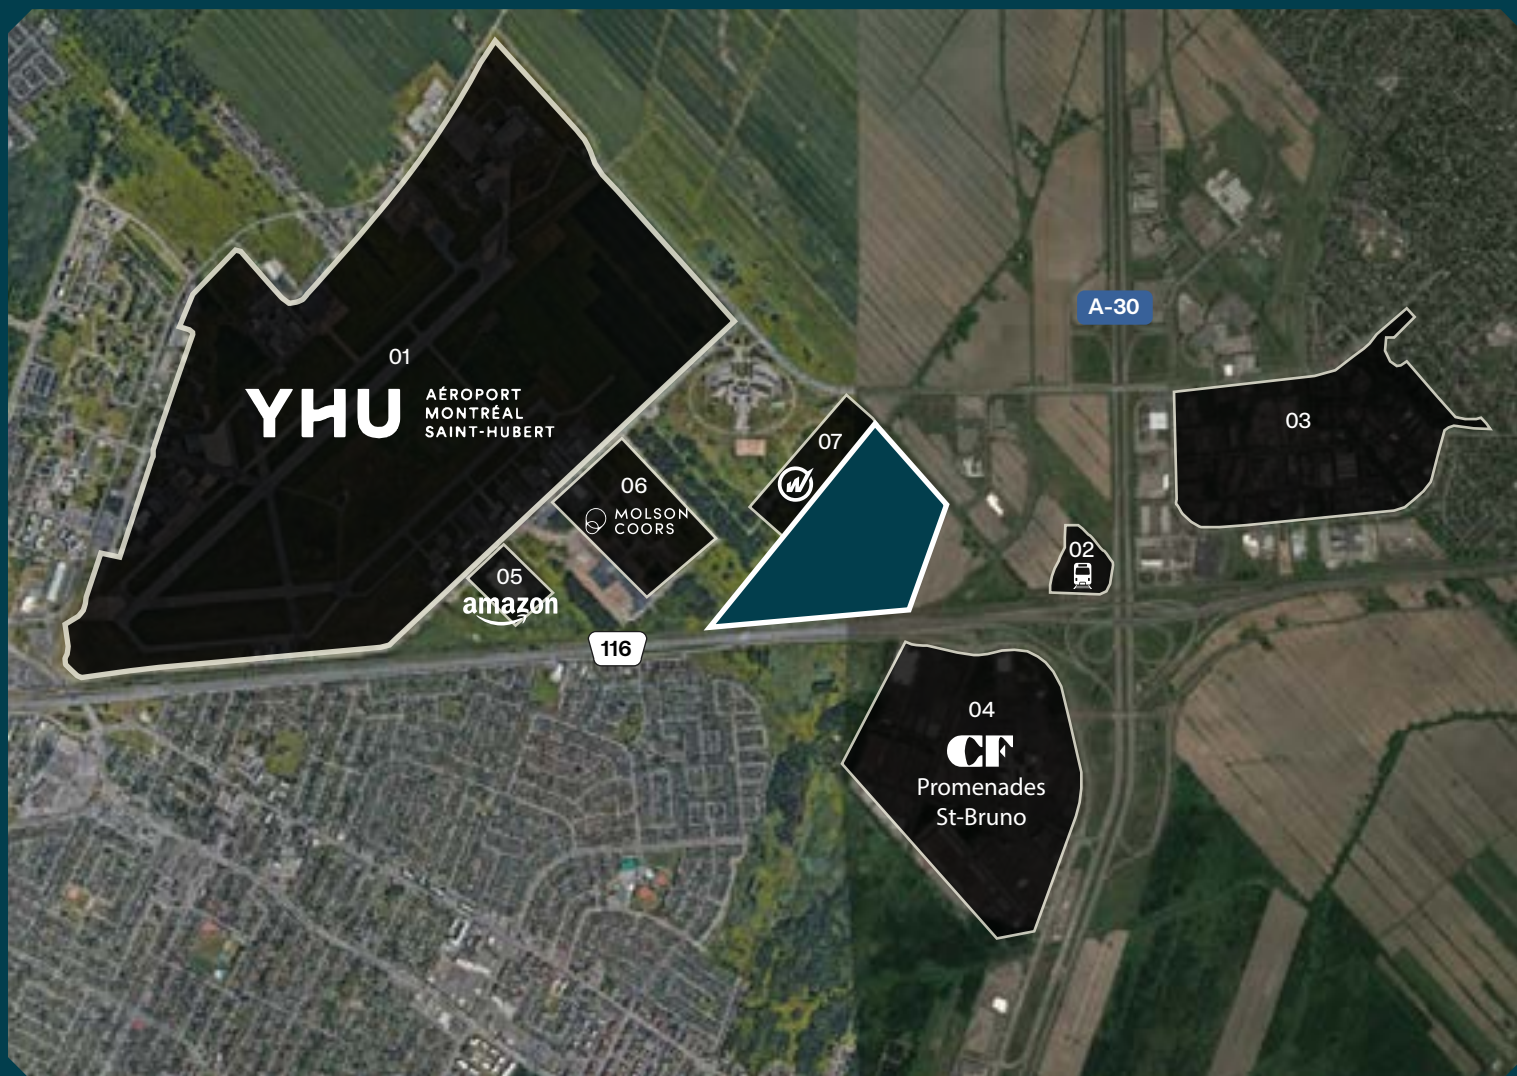 A-30
01
YHU
AÉROPORT
MONTRÉAL
SAINT-HUBERT
03
07
W
06
MOLSON
COORS
02
05
amazon
116
04
CF
Promenades
St-Bruno